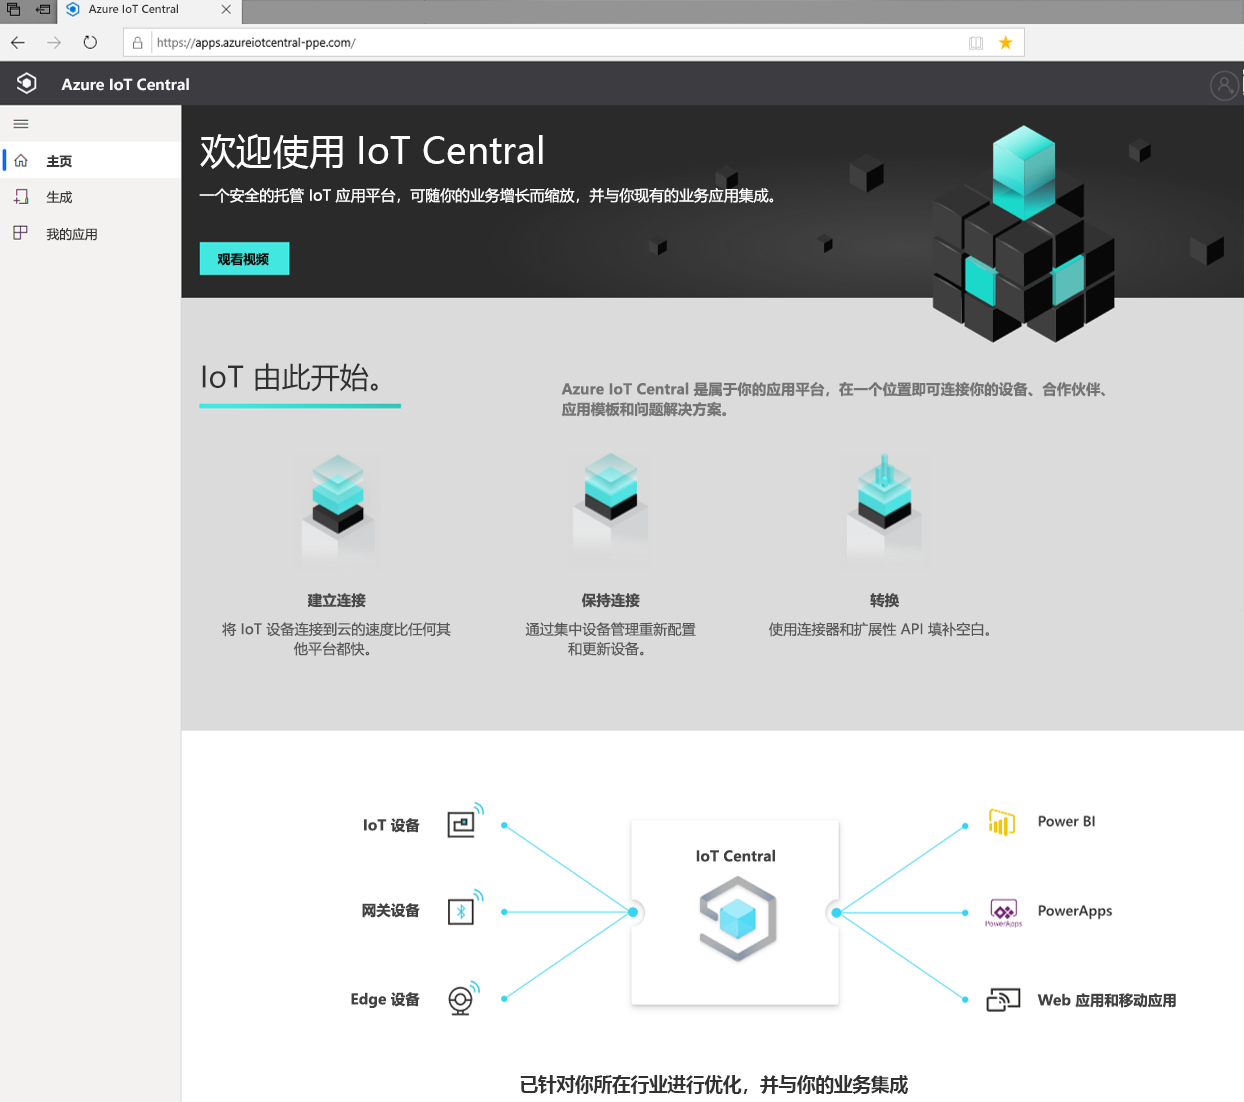 Azure IoT Central
https://apps.azureiotcentral-ppe.com/
Azure IoT Central
主页
生成
我的应用
欢迎使用 IoT Central
一个安全的托管 IoT 应用平台，可随你的业务增长而缩放，并与你现有的业务应用集成。
观看视频
IoT 由此开始。
Azure IoT Central 是属于你的应用平台，在一个位置即可连接你的设备、合作伙伴、
应用模板和问题解决方案。
建立连接
将 IoT 设备连接到云的速度比任何其
他平台都快。
保持连接
通过集中设备管理重新配置
和更新设备。
转换
使用连接器和扩展性 API 填补空白。
IoT 设备
网关设备
Edge 设备
IoT Central
Power BI
PowerApps
PowerApps
Web 应用和移动应用
已针对你所在行业进行优化，并与你的业务集成